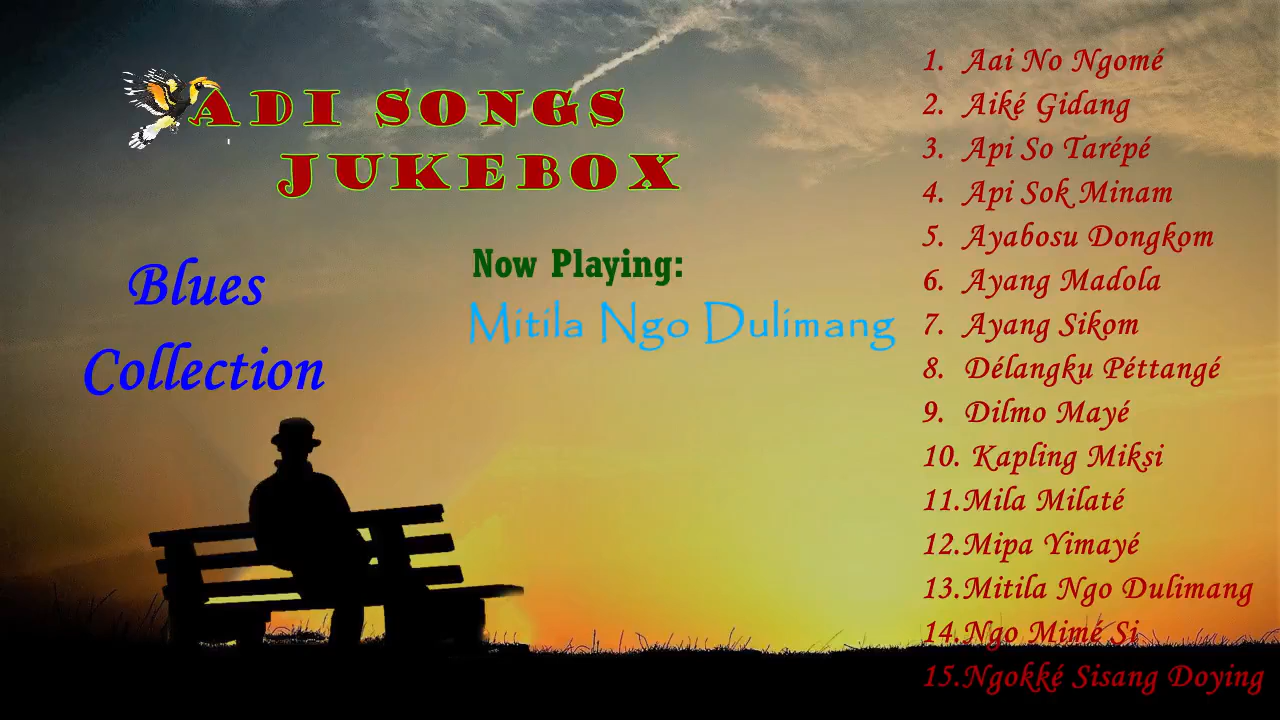 ADI SONGS
JUKEBOX
Blues
Collection
Now Playing:
Mitila Ngo Dulimang
1. Aai No Ngomé
2. Aiké Gidang
3. Api So Tarépé
4. Api Sok Minam
5. Ayabosu Dongkom
6. Ayang Madola
7. Ayang Sikom
8. Délangku Péttangé
9. Dilmo Mayé
10. Kapling Miksi
11.Mila Milaté
12.Mipa Yimayé
13.Mitila Ngo Dulimang
14.Ngo Mimé Si
15.Ngokké Sisang Doying